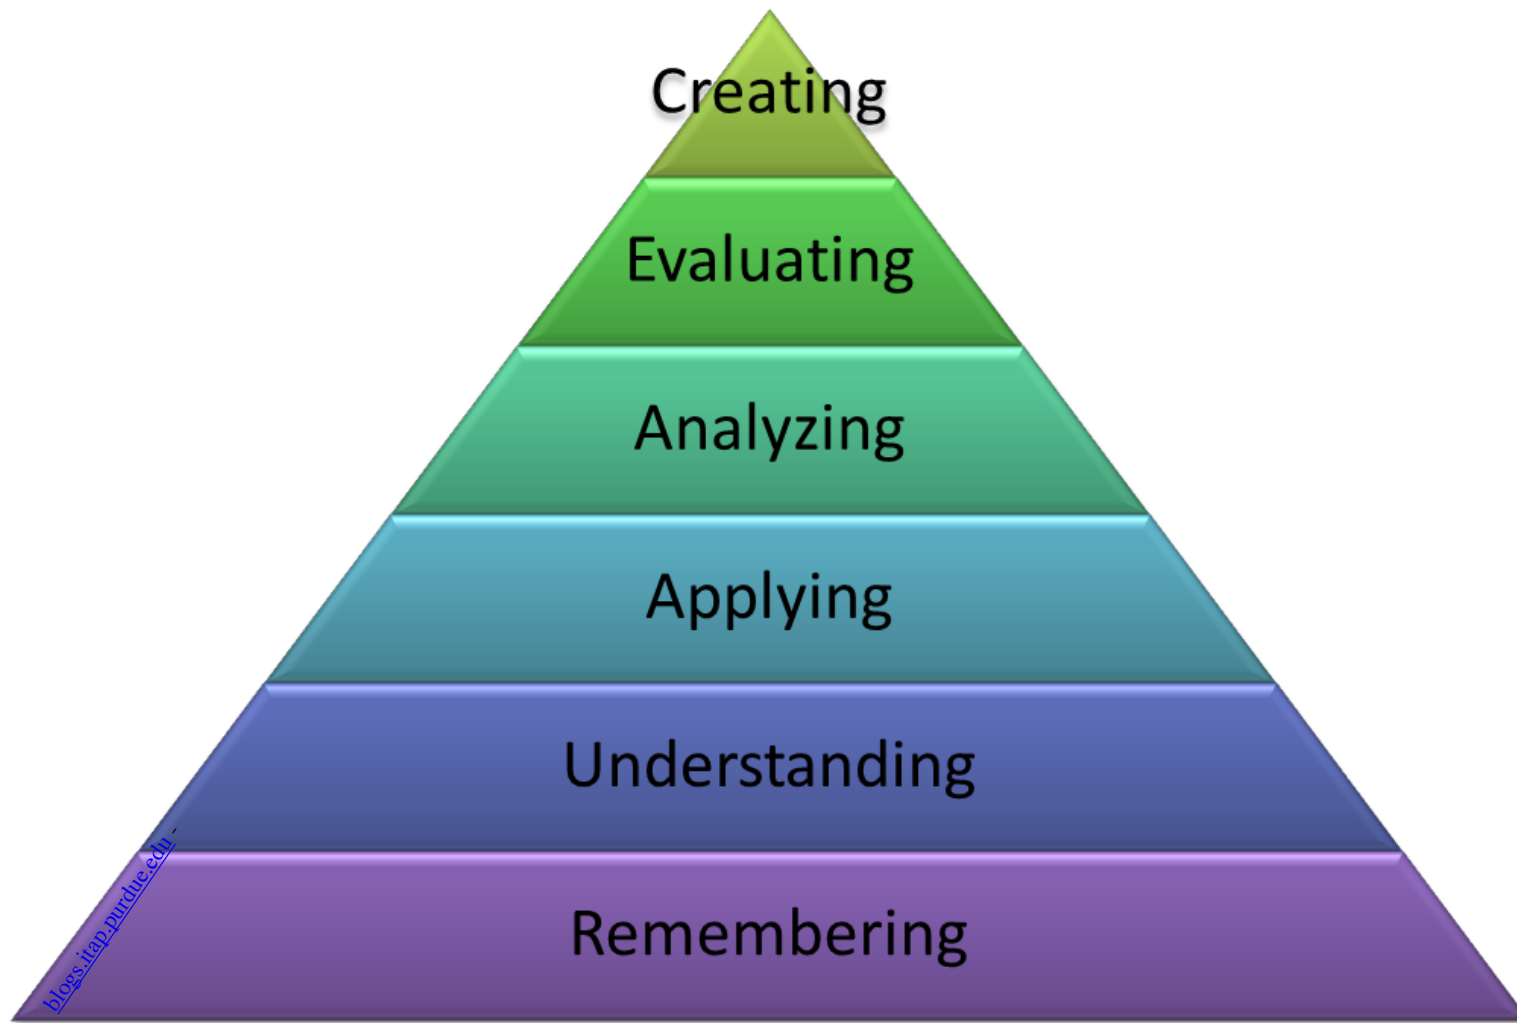 Creating
Evaluating
Analyzing
Applying
Understanding
Remembering
blogs.itap.purdue.edu -